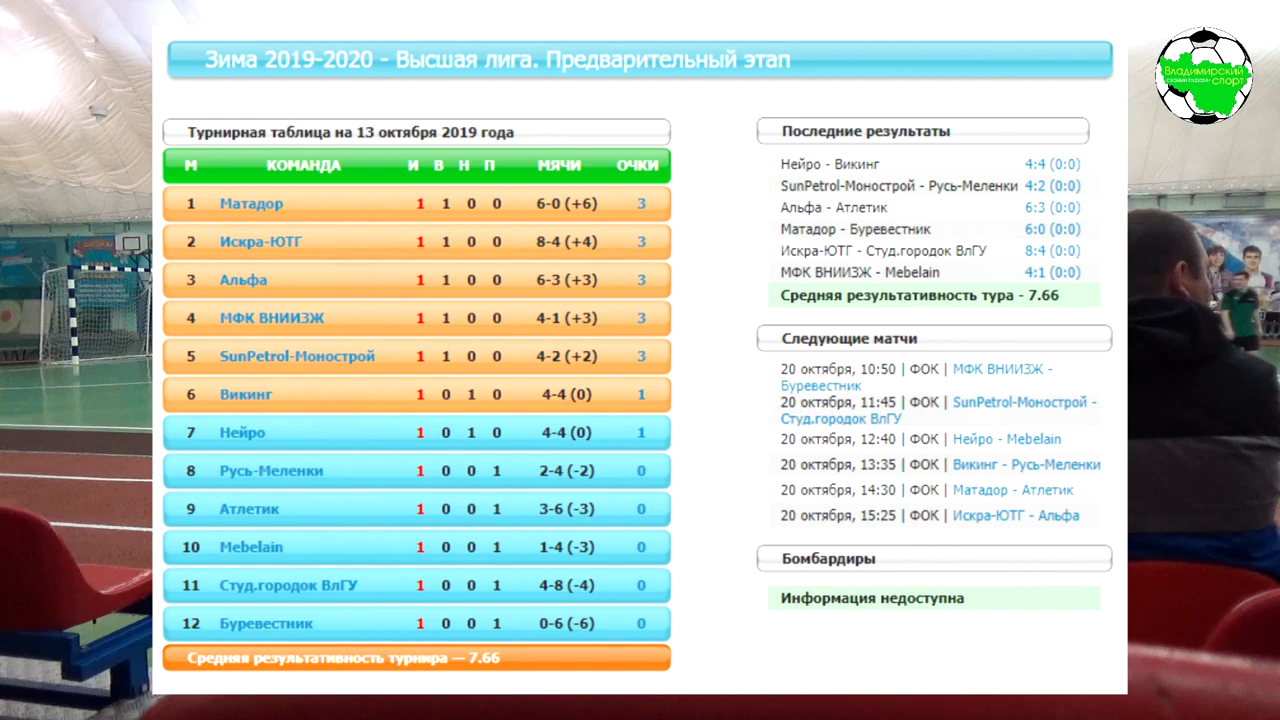 Зима 2019-2020 - Высшая лига. Предварительный этап
Владимирский
спорт
Турнирная таблица на 13 октября 2019 года
М КОМАНДА И В Н П МЯЧИ ОЧКИ
1 Матадор 1 1 0 0 6-0 (+6) 3
2 Искра-ЮТГ 1 1 0 0 8-4 (+4) 3
3 Альфа 1 1 0 0 6-3 (+3) 3
4 МФК ВНИИЗЖ 1 1 0 0 4-1 (+3) 3
5 SunPetrol-Монострой 1 1 0 0 4-2 (+2) 3
6 Викинг 1 0 1 0 4-4 (0) 1
7 Нейро 1 0 1 0 4-4 (0) 1
8 Русь-Меленки 1 0 0 1 2-4 (-2) 0
9 Атлетик 1 0 0 1 3-6 (-3) 0
10 Mebelain 1 0 0 1 1-4 (-3) 0
11 Студ.городок ВлГУ 1 0 0 1 4-8 (-4) 0
12 Буревестник 1 0 0 1 0-6 (-6) 0
Средняя результативность турнира — 7.66
Последние результаты
Нейро - Викинг 4:4 (0:0)
SunPetrol-Монострой - Русь-Меленки 4:2 (0:0)
Альфа - Атлетик 6:3 (0:0)
Матадор - Буревестник 6:0 (0:0)
Искра-ЮТГ - Студ.городок ВлГУ 8:4 (0:0)
МФК ВНИИЗЖ - Mebelain 4:1 (0:0)
Средняя результативность тура - 7.66
Следующие матчи
20 октября, 10:50 | ФОК | МФК ВНИИЗЖ -
Буревестник
20 октября, 11:45 | ФОК | SunPetrol-Монострой -
Студ.городок ВлГУ
20 октября, 12:40 | ФОК | Нейро - Mebelain
20 октября, 13:35 | ФОК | Викинг - Русь-Меленки
20 октября, 14:30 | ФОК | Матадор - Атлетик
20 октября, 15:25 | ФОК | Искра-ЮТГ - Альфа
Бомбардиры
Информация недоступна